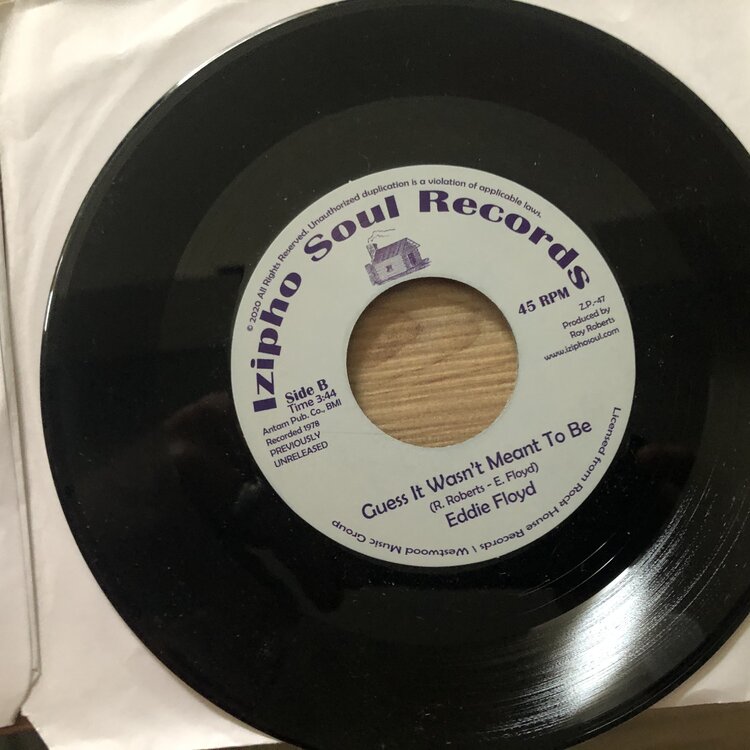 © 2020 All Rights Reserved. Unauthorized duplication is a violation of applicable laws.
Izipho Soul Records
45 RPM
Z.P.-47
Produced by
Roy Roberts
www.iziphosoul.com
Side B
Time 3:44
Antam Pub. Co., BMI
Recorded 1978
PREVIOUSLY
UNRELEASED
Guess It Wasn't Meant To Be
(R. Roberts - E. Floyd)
Eddie Floyd
Licensed from Rock House Records | Westwood Music Group